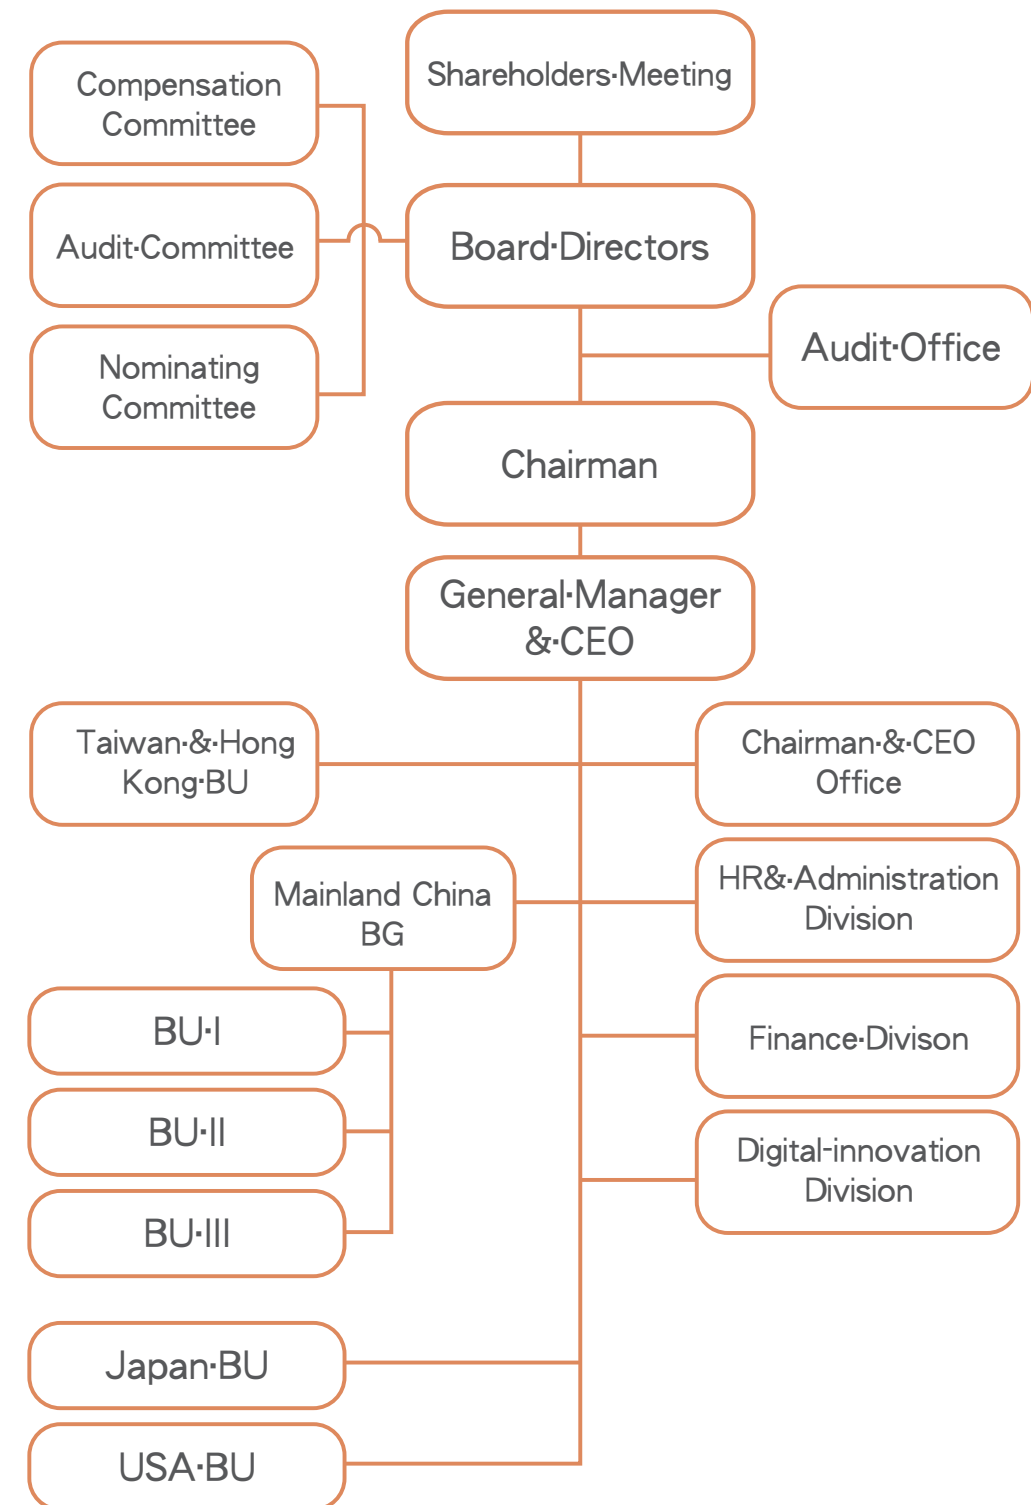 Shareholders·Meeting
Compensation
Committee
Audit·Committee
Board·Directors
Nominating
Committee
Audit·Office
Chairman
General·Manager
&·CEO
Taiwan·&·Hong
Kong·BU
Chairman·&·CEO
Office
Mainland China
BG
HR&·Administration
Division
BU·I
Finance·Divison
BU·II
Digital-innovation
Division
BU·III
Japan·BU
USA·BU